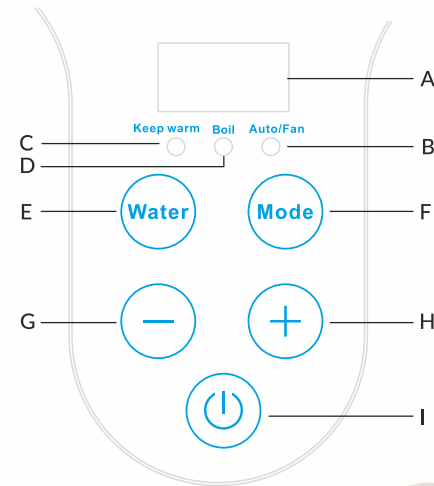 A
Keep warm Boil Auto/Fan
C B
D
E Water Mode F
G − + H
I